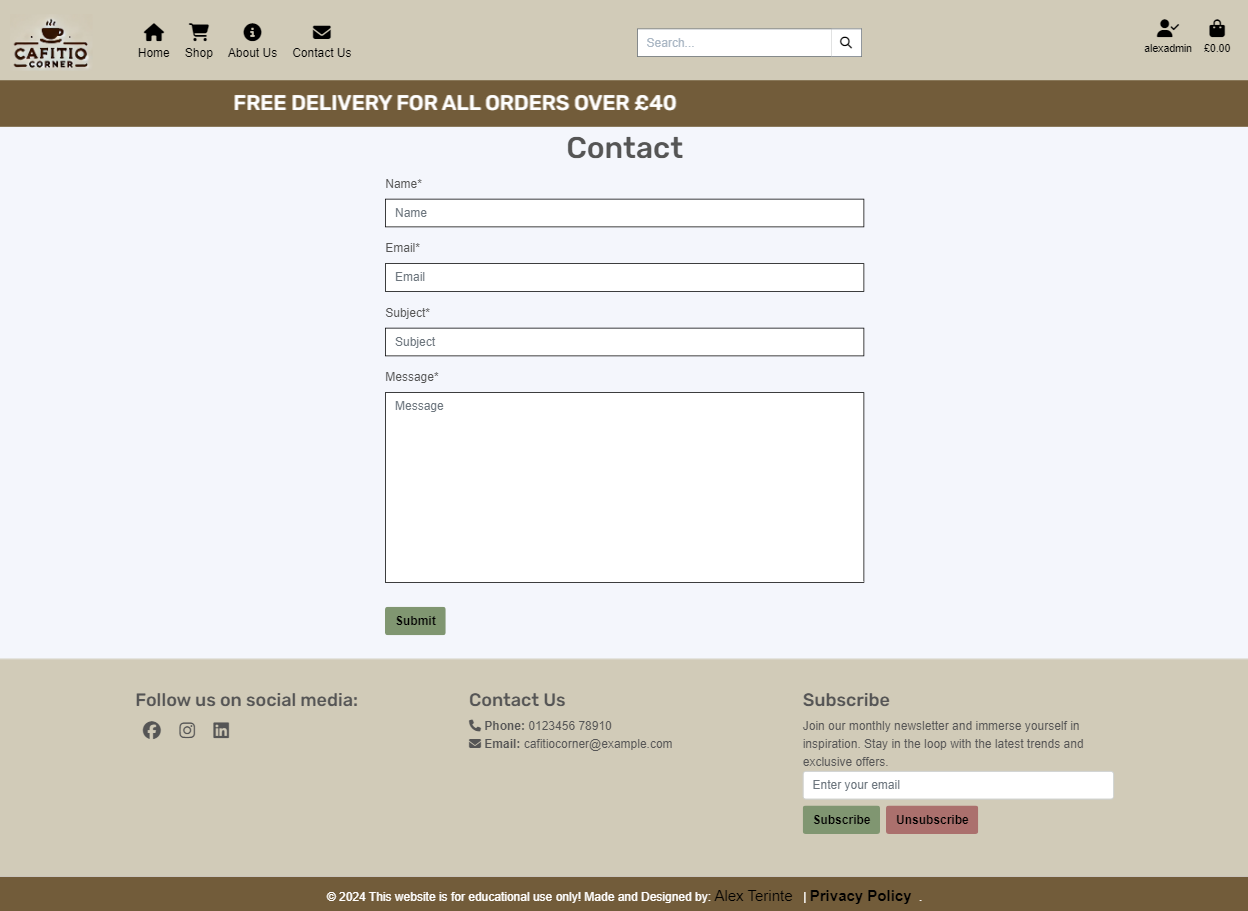 CAFITIO
CORNER
Home Shop About Us Contact Us
Search...
alexadmin £0.00
FREE DELIVERY FOR ALL ORDERS OVER £40
Contact
Name*
Name
Email*
Email
Subject*
Subject
Message*
Message
Submit
Follow us on social media:
Contact Us
Phone: 0123456 78910
Email: cafitiocorner@example.com
Subscribe
Join our monthly newsletter and immerse yourself in
inspiration. Stay in the loop with the latest trends and
exclusive offers.
Enter your email
Subscribe Unsubscribe
© 2024 This website is for educational use only! Made and Designed by: Alex Terinte | Privacy Policy .